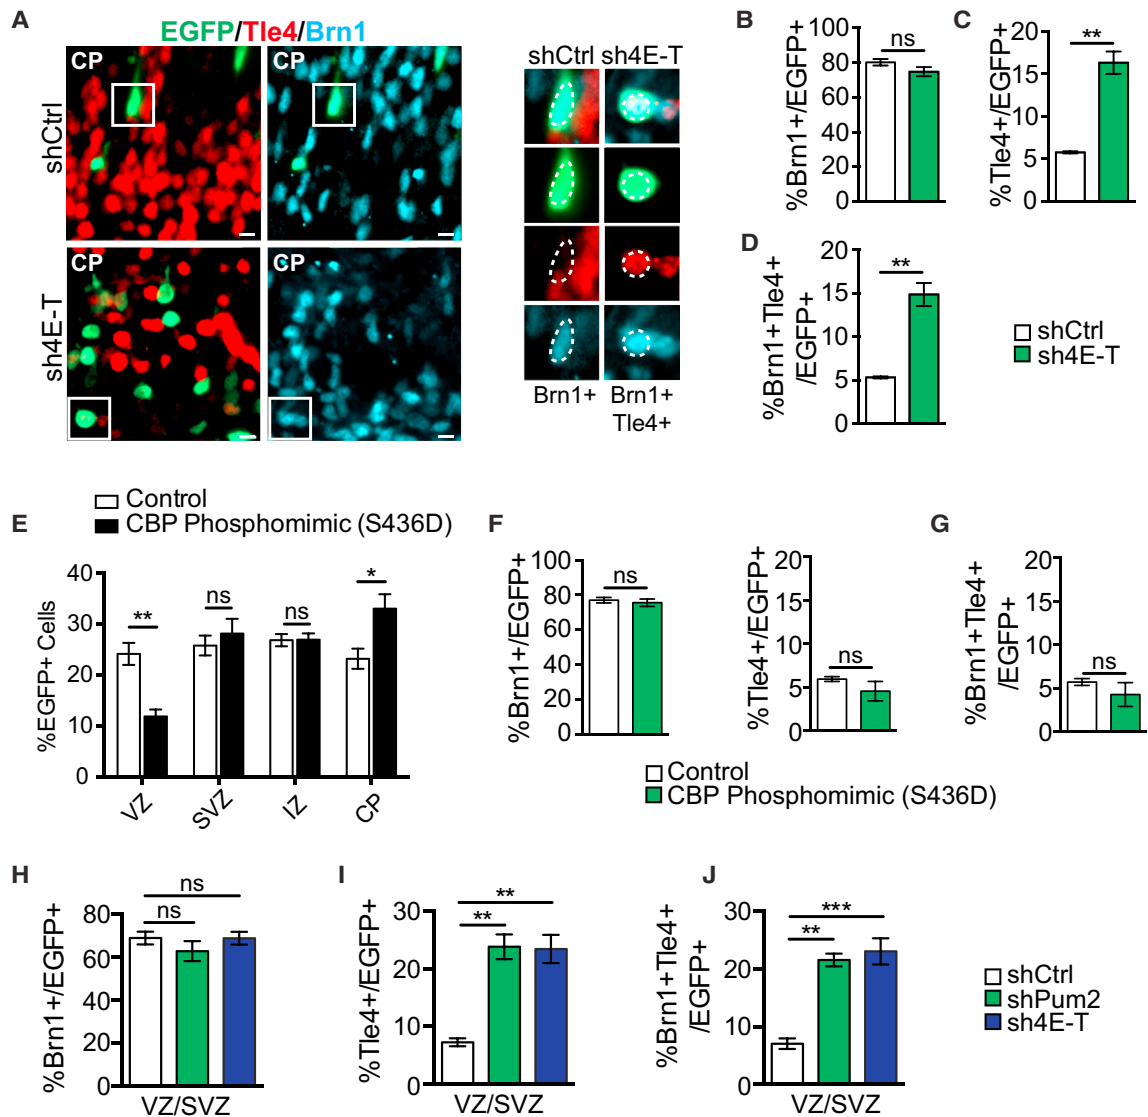 A
EGFP/Tle4/Brn1
shCtrl
CP
CP
sh4E-T
CP
CP
shCtrl sh4E-T
Brn1+
Brn1+
Tle4+
B
%Brn1+/EGFP+
100
80
60
40
20
0
ns
C
%Tle4+/EGFP+
20
15
10
5
0
**
D
%Brn1+Tle4+
/EGFP+
20
15
10
5
0
**
shCtrl
sh4E-T
E
Control
CBP Phosphomimic (S436D)
%EGFP+ Cells
40
30
20
10
0
**
ns
ns
*
VZ
SVZ
IZ
CP
F
%Brn1+/EGFP+
100
80
60
40
20
0
ns
%Tle4+/EGFP+
20
15
10
5
0
ns
G
%Brn1+Tle4+
/EGFP+
20
15
10
5
0
ns
Control
CBP Phosphomimic (S436D)
H
%Brn1+/EGFP+
80
60
40
20
0
ns
ns
VZ/SVZ
I
%Tle4+/EGFP+
30
20
10
0
**
**
VZ/SVZ
J
%Brn1+Tle4+
/EGFP+
30
20
10
0
***
**
VZ/SVZ
shCtrl
shPum2
sh4E-T